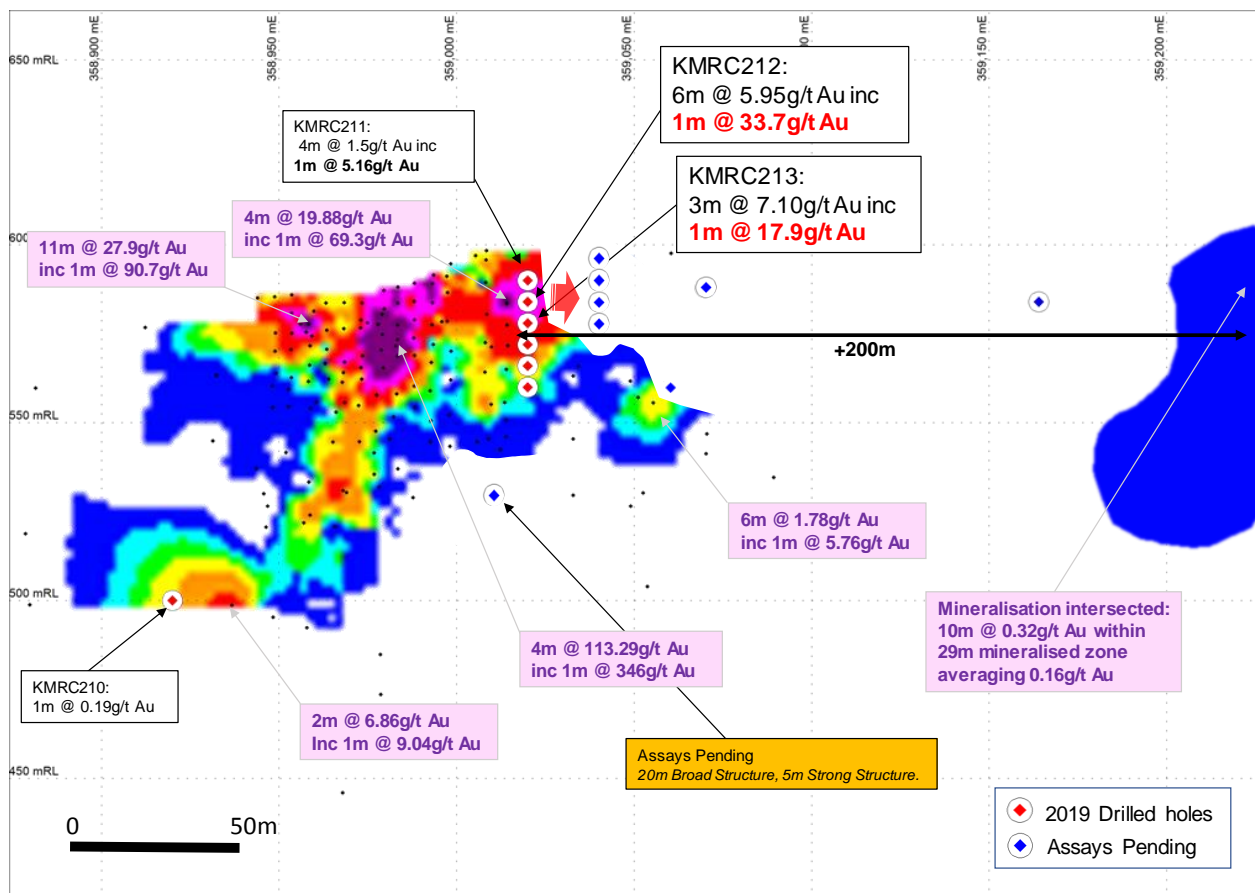 358,900 mE
358,950 mE
359,000 mE
359,050 mE
00 mE
359,150 mE
359,200 mE
650 mRL
KMRC212:
6m @ 5.95g/t Au inc
1m @ 33.7g/t Au
KMRC211:
4m @ 1.5g/t Au inc
1m @ 5.16g/t Au
KMRC213:
3m @ 7.10g/t Au inc
1m @ 17.9g/t Au
4m @ 19.88g/t Au
inc 1m @ 69.3g/t Au
11m @ 27.9g/t Au
inc 1m @ 90.7g/t Au
600
+200m
550 mRL
6m @ 1.78g/t Au
inc 1m @ 5.76g/t Au
500 mRL
Mineralisation intersected:
10m @ 0.32g/t Au within
29m mineralised zone
averaging 0.16g/t Au
4m @ 113.29g/t Au
inc 1m @ 346g/t Au
KMRC210:
1m @ 0.19g/t Au
2m @ 6.86g/t Au
Inc 1m @ 9.04g/t Au
Assays Pending
20m Broad Structure, 5m Strong Structure.
450 mRL
0 50m
2019 Drilled holes
Assays Pending